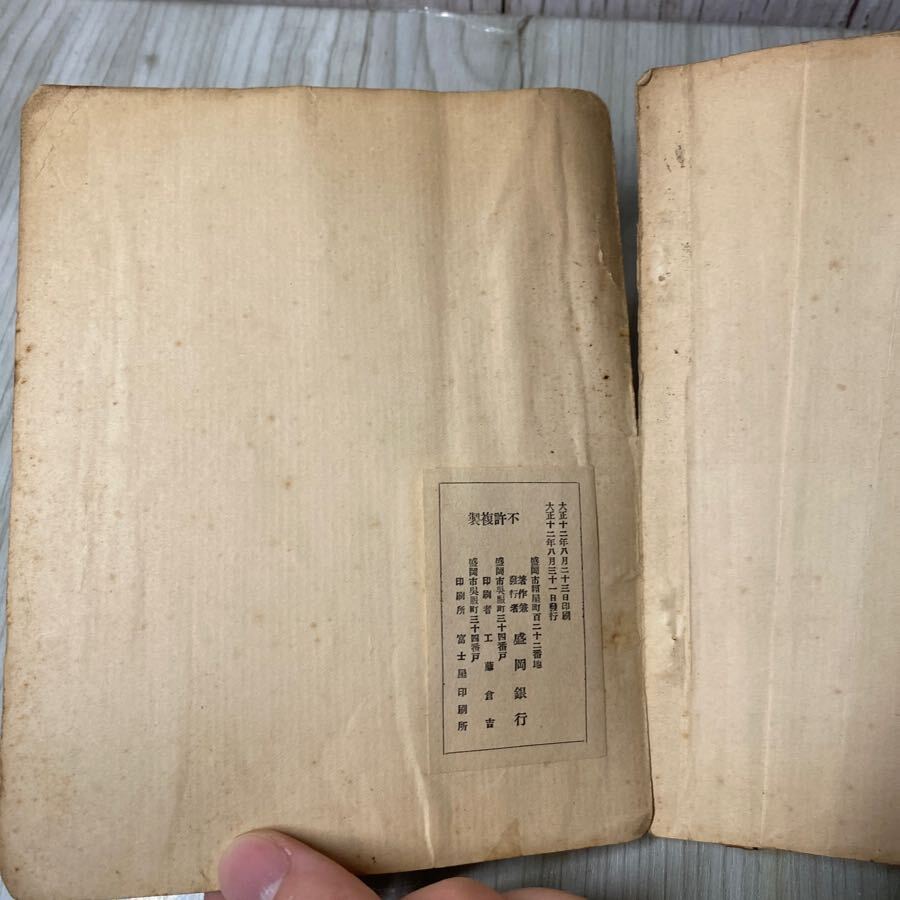 大正十二年八月二十三日印刷
大正十二年八月三十一日發行
不許複製
盛岡市紺屋町百二十二番地
著作兼
發行者
盛岡銀行
盛岡市吳服町三十四番戸
印刷者 工藤倉吉
盛岡市吳服町三十四番戸
印刷所 富士屋印刷所